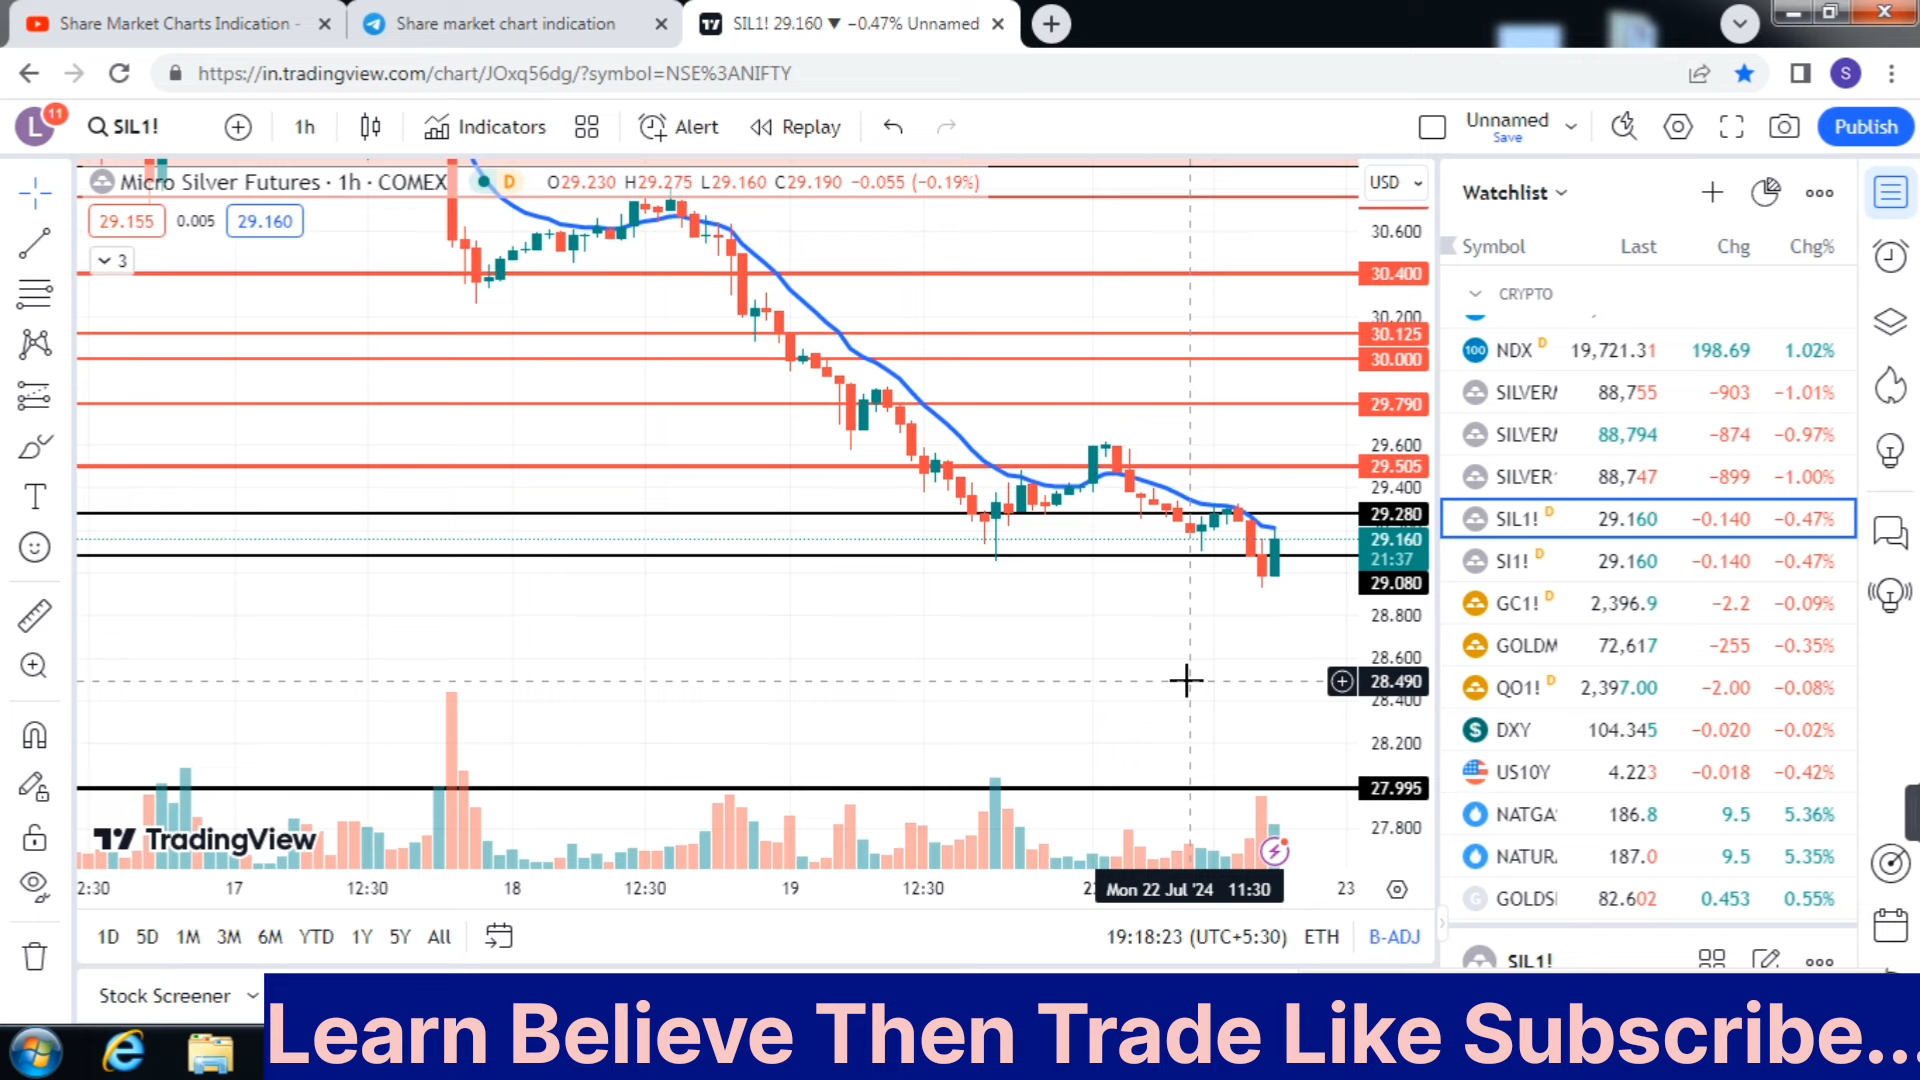 Share Market Charts Indication -
Share market chart indication
SIL1! 29.160 ▼ −0.47% Unnamed
https://in.tradingview.com/chart/JOxq56dg/?symbol=NSE%3ANIFTY
S
L
11
SIL1!
1h
Indicators
Alert
Replay
Unnamed
Save
Publish
Micro Silver Futures · 1h · COMEX
D
O29.230 H29.275 L29.160 C29.190 −0.055 (−0.19%)
USD
29.155
0.005
29.160
3
30.600
30.400
30.200
30.125
30.000
29.790
29.600
29.505
29.400
29.280
29.160
21:37
29.080
28.800
28.600
28.490
28.400
28.200
27.995
27.800
TradingView
2:30
17
12:30
18
12:30
19
12:30
Mon 22 Jul '24 11:30
23
1D 5D 1M 3M 6M YTD 1Y 5Y All
19:18:23 (UTC+5:30) ETH B-ADJ
Stock Screener
Watchlist
Symbol Last Chg Chg%
CRYPTO
100 NDX D 19,721.31 198.69 1.02%
SILVER 88,755 −903 −1.01%
SILVER 88,794 −874 −0.97%
SILVER 88,747 −899 −1.00%
SIL1! D 29.160 −0.140 −0.47%
SI1! D 29.160 −0.140 −0.47%
GC1! D 2,396.9 −2.2 −0.09%
GOLDM 72,617 −255 −0.35%
QO1! D 2,397.00 −2.00 −0.08%
S DXY 104.345 −0.020 −0.02%
US10Y 4.223 −0.018 −0.42%
NATGA 186.8 9.5 5.36%
NATUR 187.0 9.5 5.35%
G GOLDS 82.602 0.453 0.55%
SIL1!
Learn Believe Then Trade Like Subscribe...